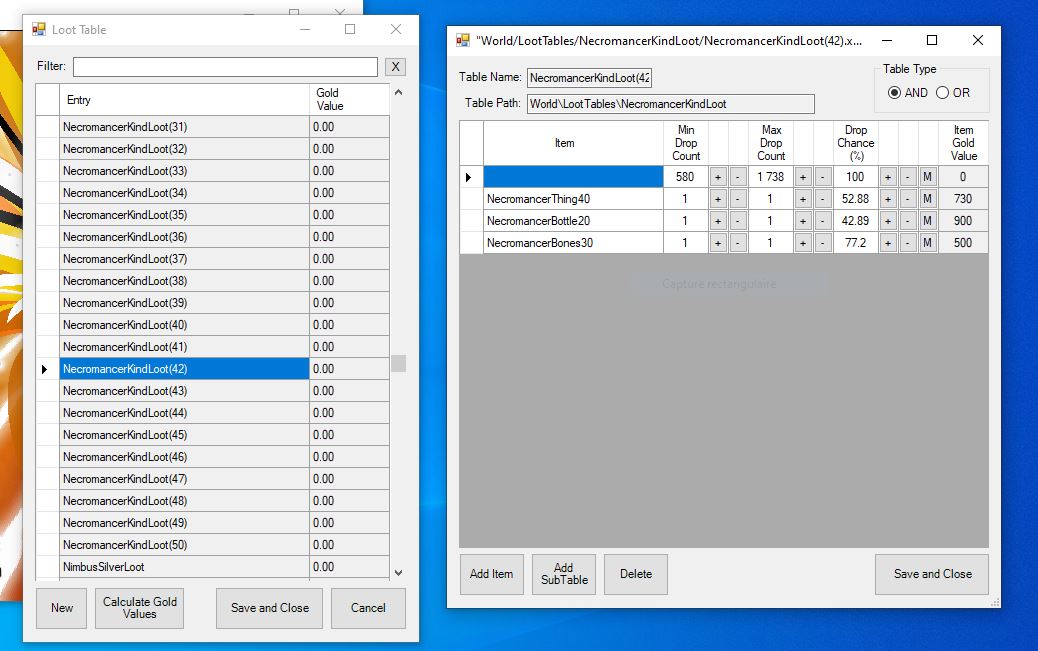 Loot Table
Filter:
X
Entry
Gold Value
NecromancerKindLoot(31) 0.00
NecromancerKindLoot(32) 0.00
NecromancerKindLoot(33) 0.00
NecromancerKindLoot(34) 0.00
NecromancerKindLoot(35) 0.00
NecromancerKindLoot(36) 0.00
NecromancerKindLoot(37) 0.00
NecromancerKindLoot(38) 0.00
NecromancerKindLoot(39) 0.00
NecromancerKindLoot(40) 0.00
NecromancerKindLoot(41) 0.00
NecromancerKindLoot(42) 0.00
NecromancerKindLoot(43) 0.00
NecromancerKindLoot(44) 0.00
NecromancerKindLoot(45) 0.00
NecromancerKindLoot(46) 0.00
NecromancerKindLoot(47) 0.00
NecromancerKindLoot(48) 0.00
NecromancerKindLoot(49) 0.00
NecromancerKindLoot(50) 0.00
NimbusSilverLoot 0.00
New
Calculate Gold
Values
Save and Close
Cancel
"World/LootTables/NecromancerKindLoot/NecromancerKindLoot(42).x...
Table Name: NecromancerKindLoot(42
Table Path: World\LootTables\NecromancerKindLoot
Table Type
AND OR
Item
Min Drop Count
Max Drop Count
Drop Chance (%)
Item Gold Value
580 + - 1 738 + - 100 + - M 0
NecromancerThing40 1 + - 1 + - 52.88 + - M 730
NecromancerBottle20 1 + - 1 + - 42.89 + - M 900
NecromancerBones30 1 + - 1 + - 77.2 + - M 500
Capture rectangulaire
Add Item
Add
SubTable
Delete
Save and Close